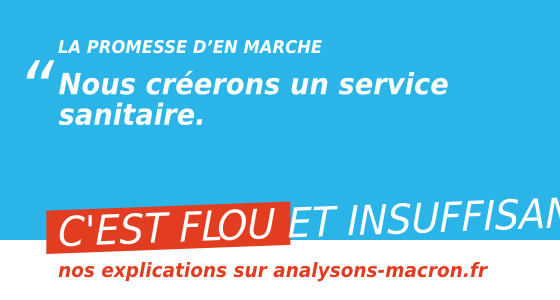 LA PROMESSE D’EN MARCHE
“ Nous créerons un service
sanitaire.
C'EST FLOU ET INSUFFISAN
nos explications sur analysons-macron.fr